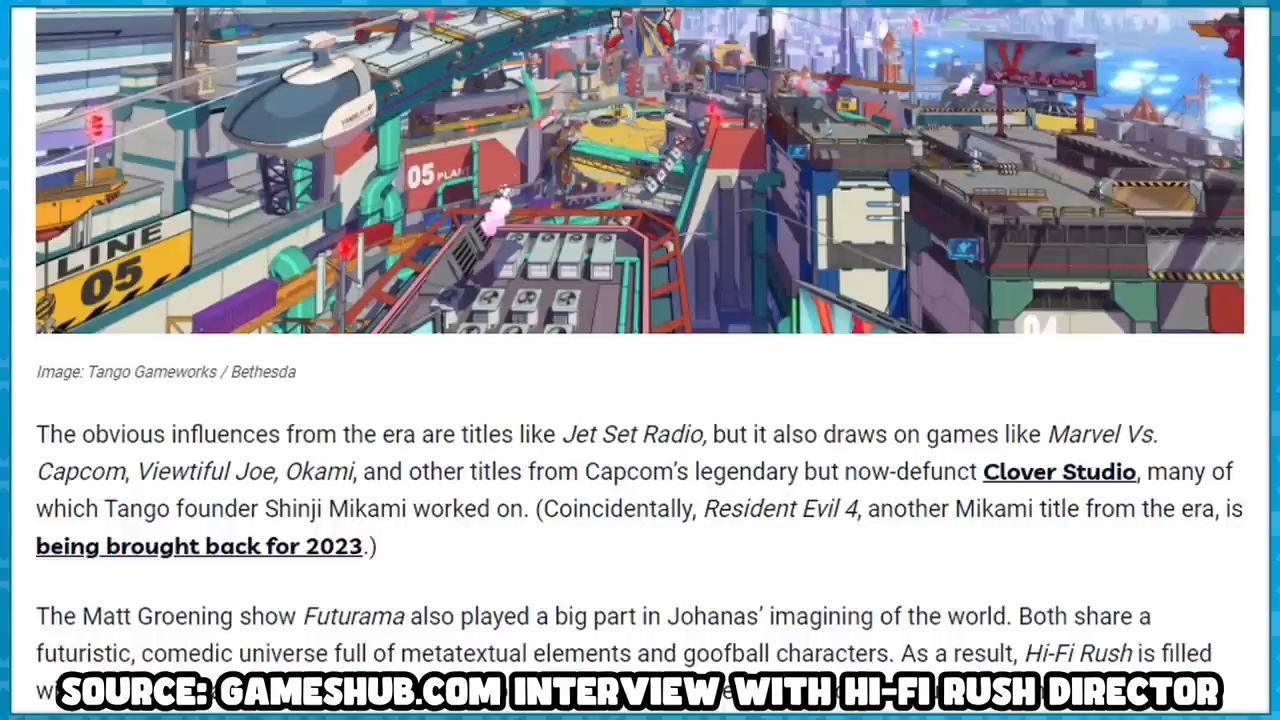 05 PLANT
LINE
05
04
Image: Tango Gameworks / Bethesda
The obvious influences from the era are titles like Jet Set Radio, but it also draws on games like Marvel Vs.
Capcom, Viewtiful Joe, Okami, and other titles from Capcom's legendary but now-defunct Clover Studio, many of
which Tango founder Shinji Mikami worked on. (Coincidentally, Resident Evil 4, another Mikami title from the era, is
being brought back for 2023.)
The Matt Groening show Futurama also played a big part in Johanas' imagining of the world. Both share a
futuristic, comedic universe full of metatextual elements and goofball characters. As a result, Hi-Fi Rush is filled
SOURCE: GAMESHUB.COM INTERVIEW WITH HI-FI RUSH DIRECTOR